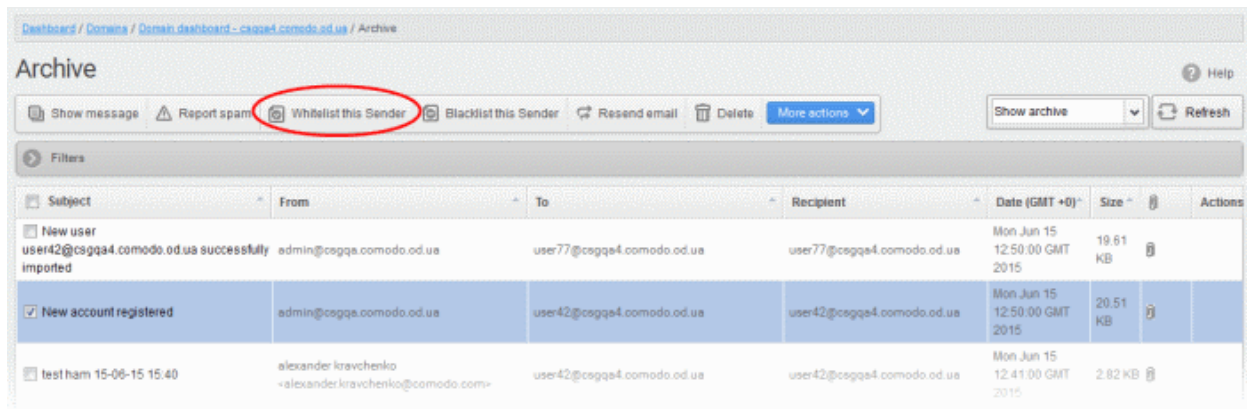 Dashboard / Domains / Domain dashboard - csgqa4.comodo.od.ua / Archive
Archive
Help
Show message Report spam Whitelist this Sender Blacklist this Sender Resend email Delete More actions Show archive Refresh
Filters
Subject From To Recipient Date (GMT +0) Size Actions
New user
user42@csgqa4.comodo.od.ua successfully
imported
admin@csgqa.comodo.od.ua
user77@csgqa4.comodo.od.ua
user77@csgqa4.comodo.od.ua
Mon Jun 15
12:50:00 GMT
2015
19.61
KB
New account registered
admin@csgqa.comodo.od.ua
user42@csgqa4.comodo.od.ua
user42@csgqa4.comodo.od.ua
Mon Jun 15
12:50:00 GMT
2015
20.51
KB
test ham 15-06-15 15:40
alexander kravchenko
<alexander.kravchenko@comodo.com>
user42@csgqa4.comodo.od.ua
user42@csgqa4.comodo.od.ua
Mon Jun 15
12:41:00 GMT
2015
2.82 KB